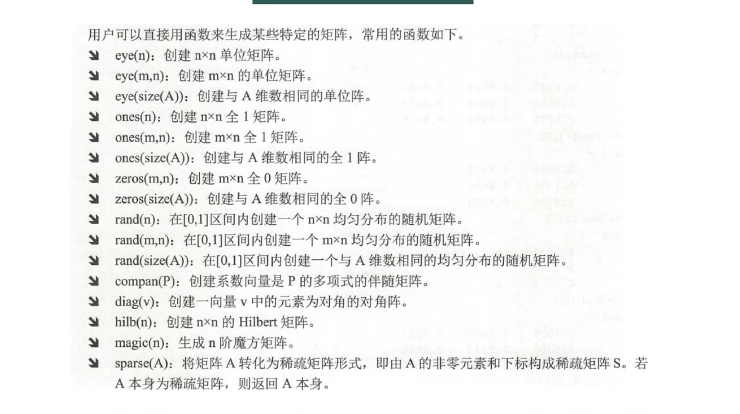 用户可以直接用函数来生成某些特定的矩阵，常用的函数如下。
eye(n)：创建 n×n 单位矩阵。
eye(m,n)：创建 m×n 的单位矩阵。
eye(size(A))：创建与 A 维数相同的单位阵。
ones(n)：创建 n×n 全 1 矩阵。
ones(m,n)：创建 m×n 全 1 矩阵。
ones(size(A))：创建与 A 维数相同的全 1 阵。
zeros(m,n)：创建 m×n 全 0 矩阵。
zeros(size(A))：创建与 A 维数相同的全 0 阵。
rand(n)：在[0,1]区间内创建一个 n×n 均匀分布的随机矩阵。
rand(m,n)：在[0,1]区间内创建一个 m×n 均匀分布的随机矩阵。
rand(size(A))：在[0,1]区间内创建一个与 A 维数相同的均匀分布的随机矩阵。
compan(P)：创建系数向量是 P 的多项式的伴随矩阵。
diag(v)：创建一向量 v 中的元素为对角的对角阵。
hilb(n)：创建 n×n 的 Hilbert 矩阵。
magic(n)：生成 n 阶魔方矩阵。
sparse(A)：将矩阵 A 转化为稀疏矩阵形式，即由 A 的非零元素和下标构成稀疏矩阵 S。若
A 本身为稀疏矩阵，则返回 A 本身。